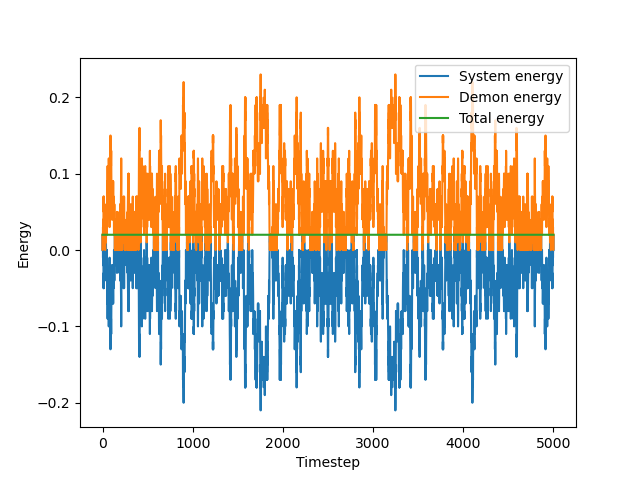 System energy
Demon energy
Total energy
Energy
0.2
0.1
0.0
−0.1
−0.2
0
1000
2000
3000
4000
5000
Timestep